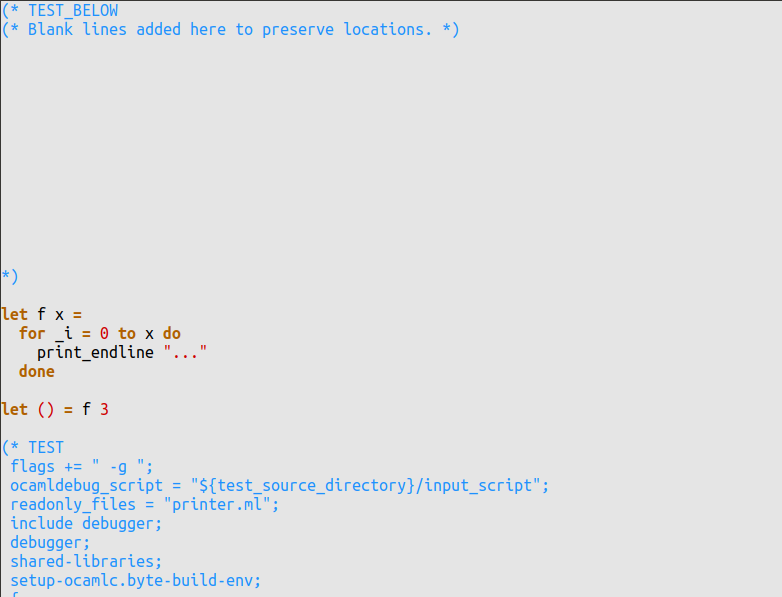 (* TEST_BELOW
(* Blank lines added here to preserve locations. *)
*)
let f x =
  for _i = 0 to x do
    print_endline "..."
  done
let () = f 3
(* TEST
 flags += " -g ";
 ocamldebug_script = "${test_source_directory}/input_script";
 readonly_files = "printer.ml";
 include debugger;
 debugger;
 shared-libraries;
 setup-ocamlc.byte-build-env;
 {